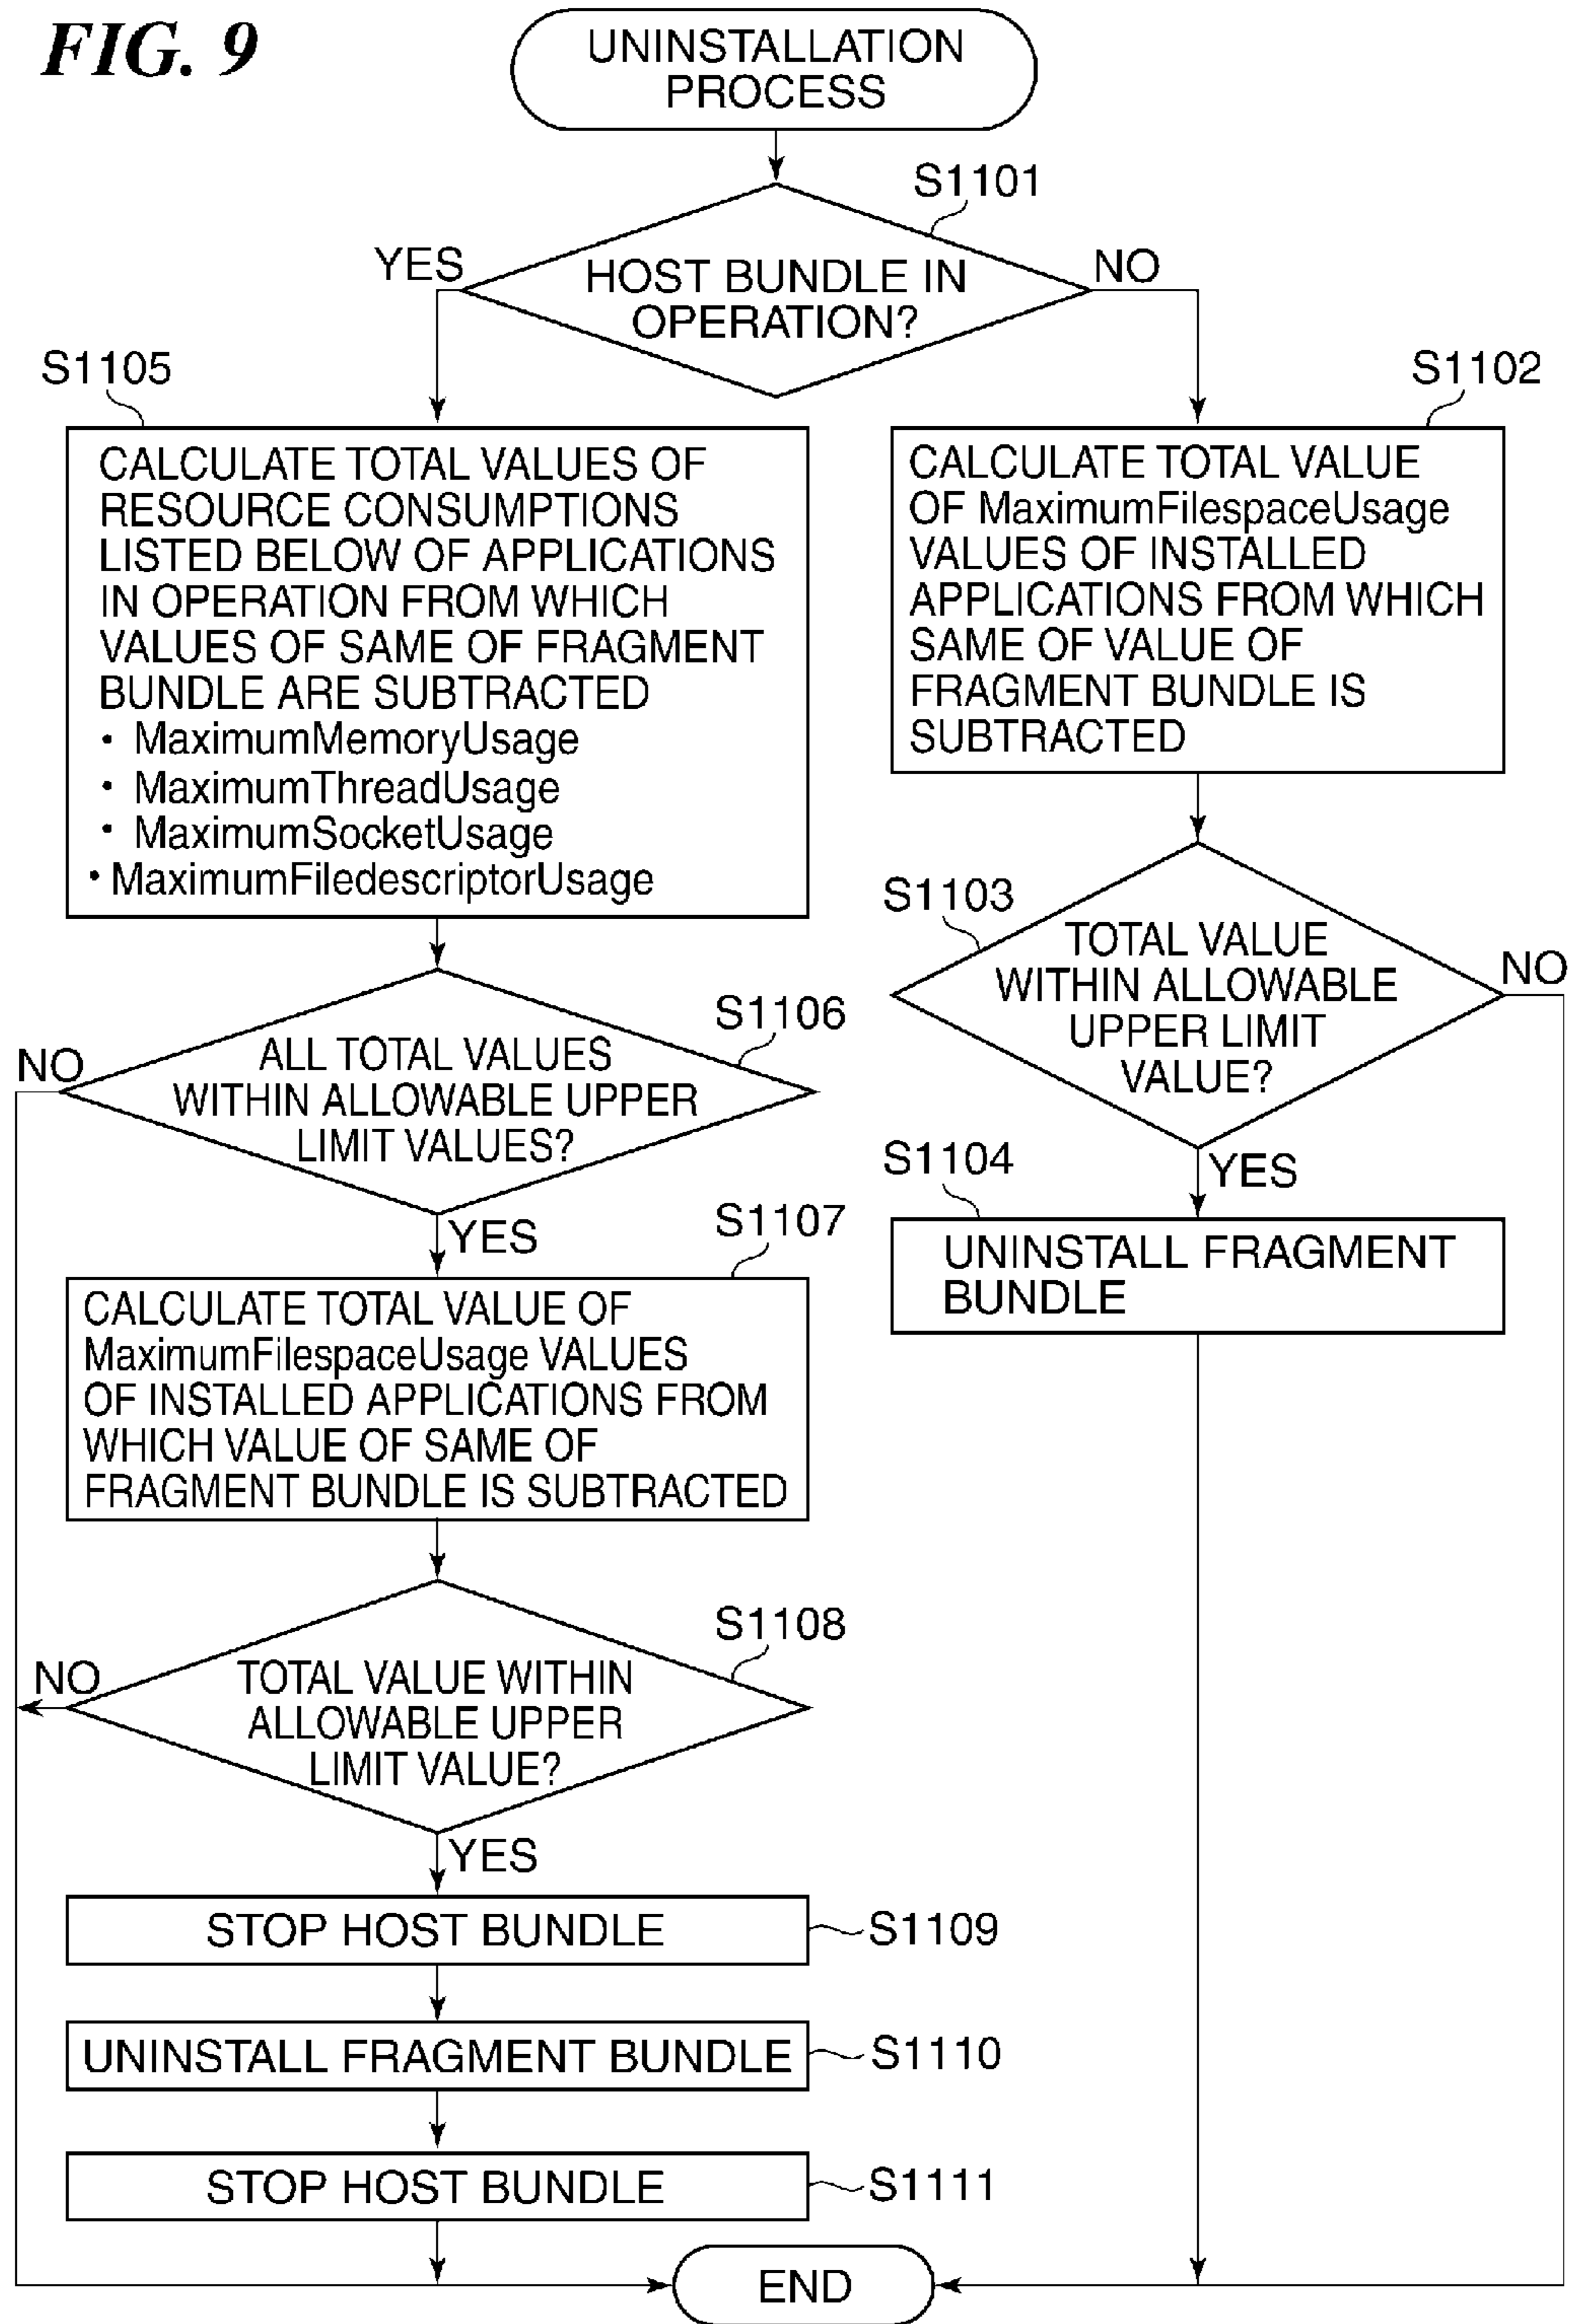 FIG. 9
UNINSTALLATION
PROCESS
S1101
YES
HOST BUNDLE IN
OPERATION?
NO
S1105
CALCULATE TOTAL VALUES OF
RESOURCE CONSUMPTIONS
LISTED BELOW OF APPLICATIONS
IN OPERATION FROM WHICH
VALUES OF SAME OF FRAGMENT
BUNDLE ARE SUBTRACTED
· MaximumMemoryUsage
· MaximumThreadUsage
· MaximumSocketUsage
· MaximumFiledescriptorUsage
S1102
CALCULATE TOTAL VALUE
OF MaximumFilespaceUsage
VALUES OF INSTALLED
APPLICATIONS FROM WHICH
SAME OF VALUE OF
FRAGMENT BUNDLE IS
SUBTRACTED
S1103
TOTAL VALUE
WITHIN ALLOWABLE
UPPER LIMIT
VALUE?
NO
YES
S1104
UNINSTALL FRAGMENT
BUNDLE
S1106
NO
ALL TOTAL VALUES
WITHIN ALLOWABLE UPPER
LIMIT VALUES?
YES
S1107
CALCULATE TOTAL VALUE OF
MaximumFilespaceUsage VALUES
OF INSTALLED APPLICATIONS FROM
WHICH VALUE OF SAME OF
FRAGMENT BUNDLE IS SUBTRACTED
S1108
NO
TOTAL VALUE WITHIN
ALLOWABLE UPPER
LIMIT VALUE?
YES
STOP HOST BUNDLE
S1109
UNINSTALL FRAGMENT BUNDLE
S1110
STOP HOST BUNDLE
S1111
END